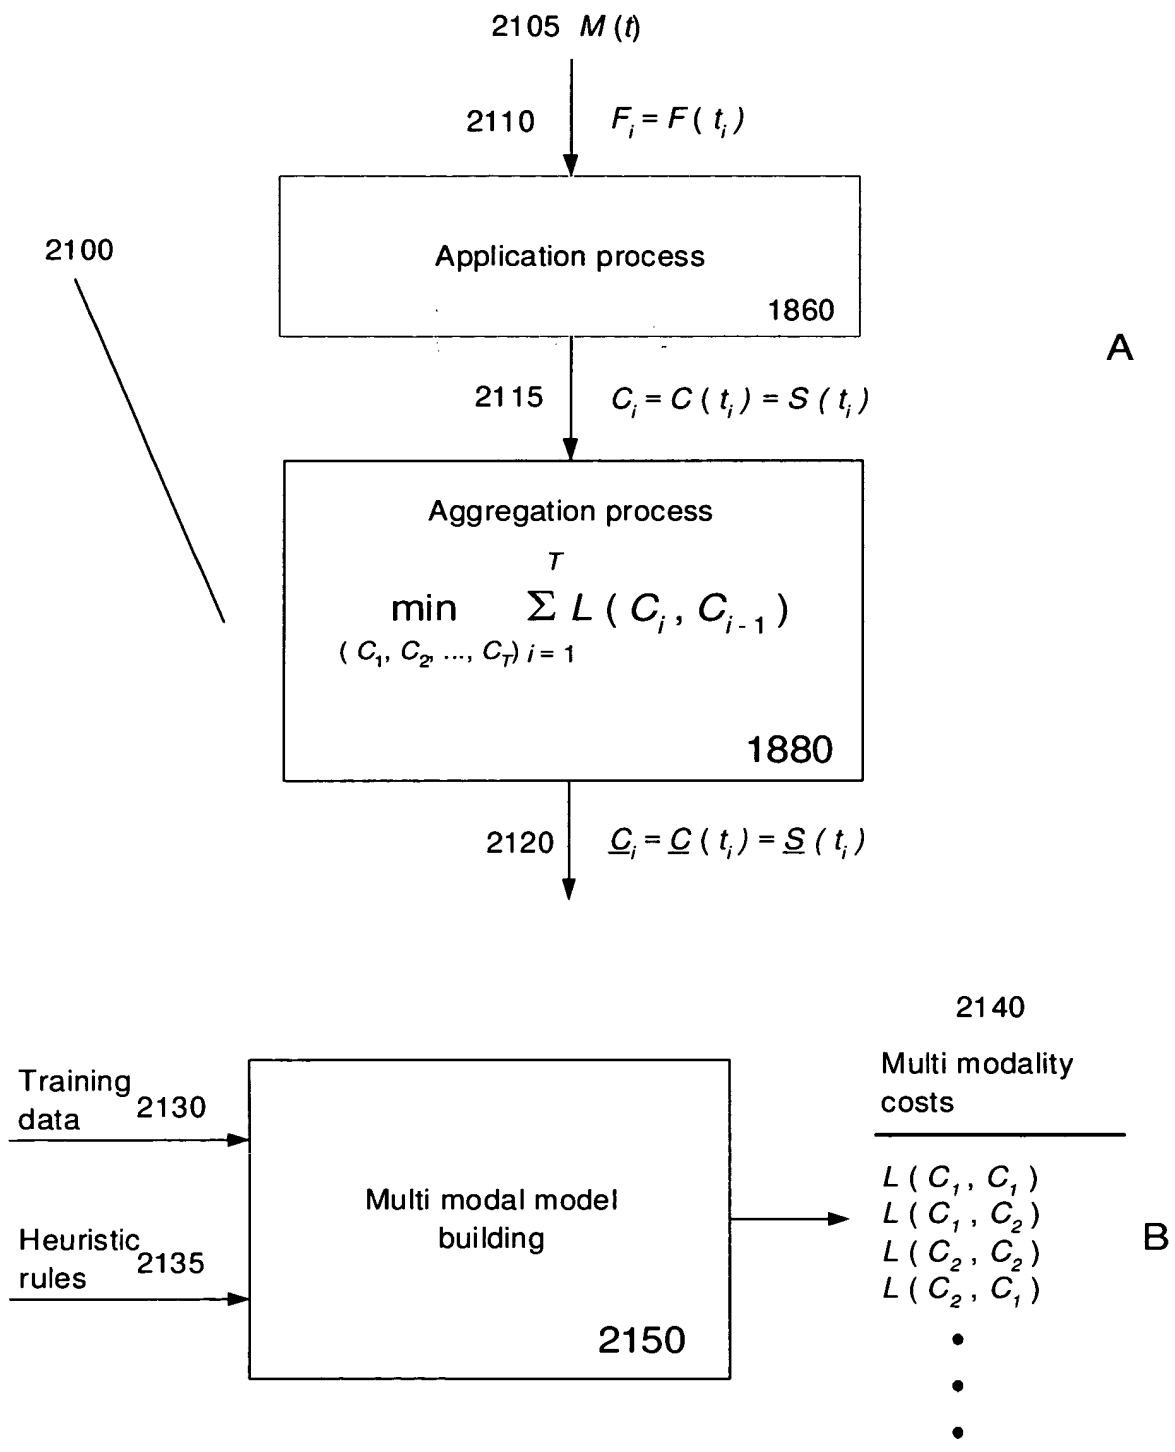 2105 M (t)
2110 F_i = F ( t_i )
2100
Application process
1860
A
2115 C_i = C ( t_i ) = S ( t_i )
Aggregation process
T
min Σ L ( C_i , C_{i-1} )
( C_1, C_2, ..., C_T) i = 1
1880
2120 C̲_i = C̲ ( t_i ) = S̲ ( t_i )
2140
Multi modality
costs
Training
data 2130
L ( C_1 , C_1 )
Multi modal model
building
L ( C_1 , C_2 )
B
Heuristic
rules 2135
L ( C_2 , C_2 )
L ( C_2 , C_1 )
2150